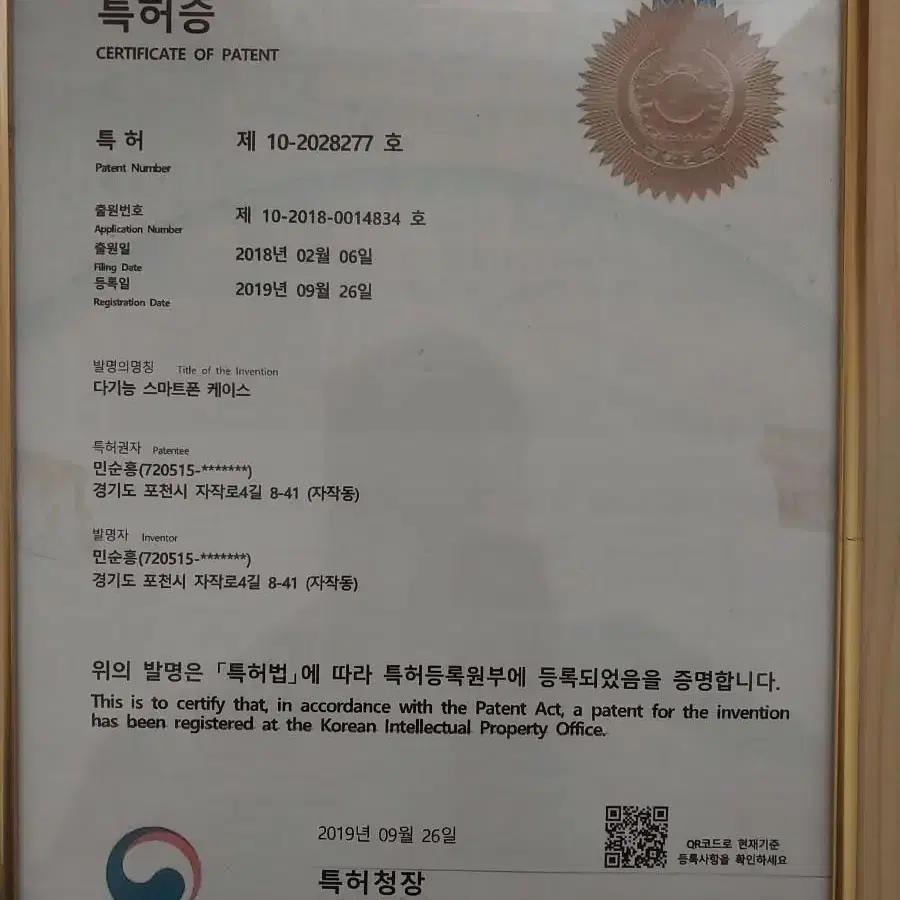 특허증
CERTIFICATE OF PATENT
특 허 제 10-2028277 호
Patent Number
출원번호 제 10-2018-0014834 호
Application Number
출원일 2018년 02월 06일
Filing Date
등록일 2019년 09월 26일
Registration Date
발명의명칭 Title of the Invention
다기능 스마트폰 케이스
특허권자 Patentee
민순홍(720515-*******)
경기도 포천시 자작로4길 8-41 (자작동)
발명자 Inventor
민순홍(720515-*******)
경기도 포천시 자작로4길 8-41 (자작동)
위의 발명은 「특허법」에 따라 특허등록원부에 등록되었음을 증명합니다.
This is to certify that, in accordance with the Patent Act, a patent for the invention
has been registered at the Korean Intellectual Property Office.
2019년 09월 26일
QR코드로 현재기준
등록사항을 확인하세요
특허청장